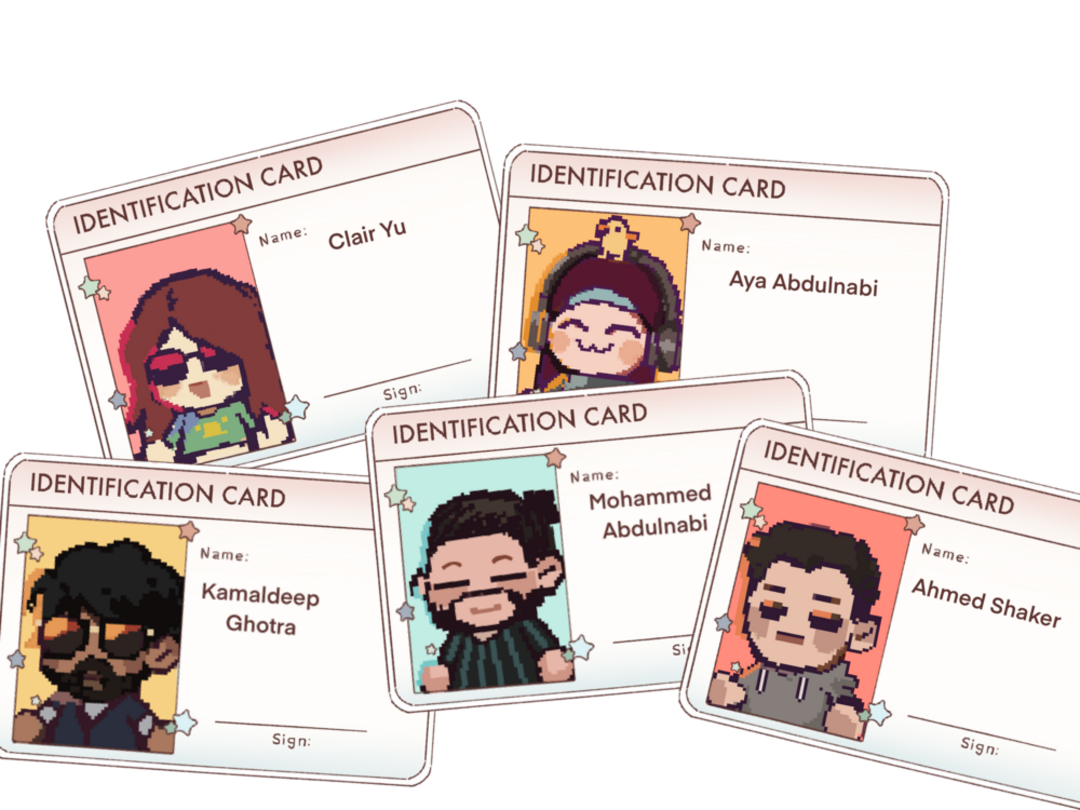 IDENTIFICATION CARD
Name: Clair Yu
Sign:
IDENTIFICATION CARD
Name:
Aya Abdulnabi
IDENTIFICATION CARD
Name:
Kamaldeep
Ghotra
Sign:
IDENTIFICATION CARD
Name:
Mohammed
Abdulnabi
Si
IDENTIFICATION CARD
Name:
Ahmed Shaker
Sign: